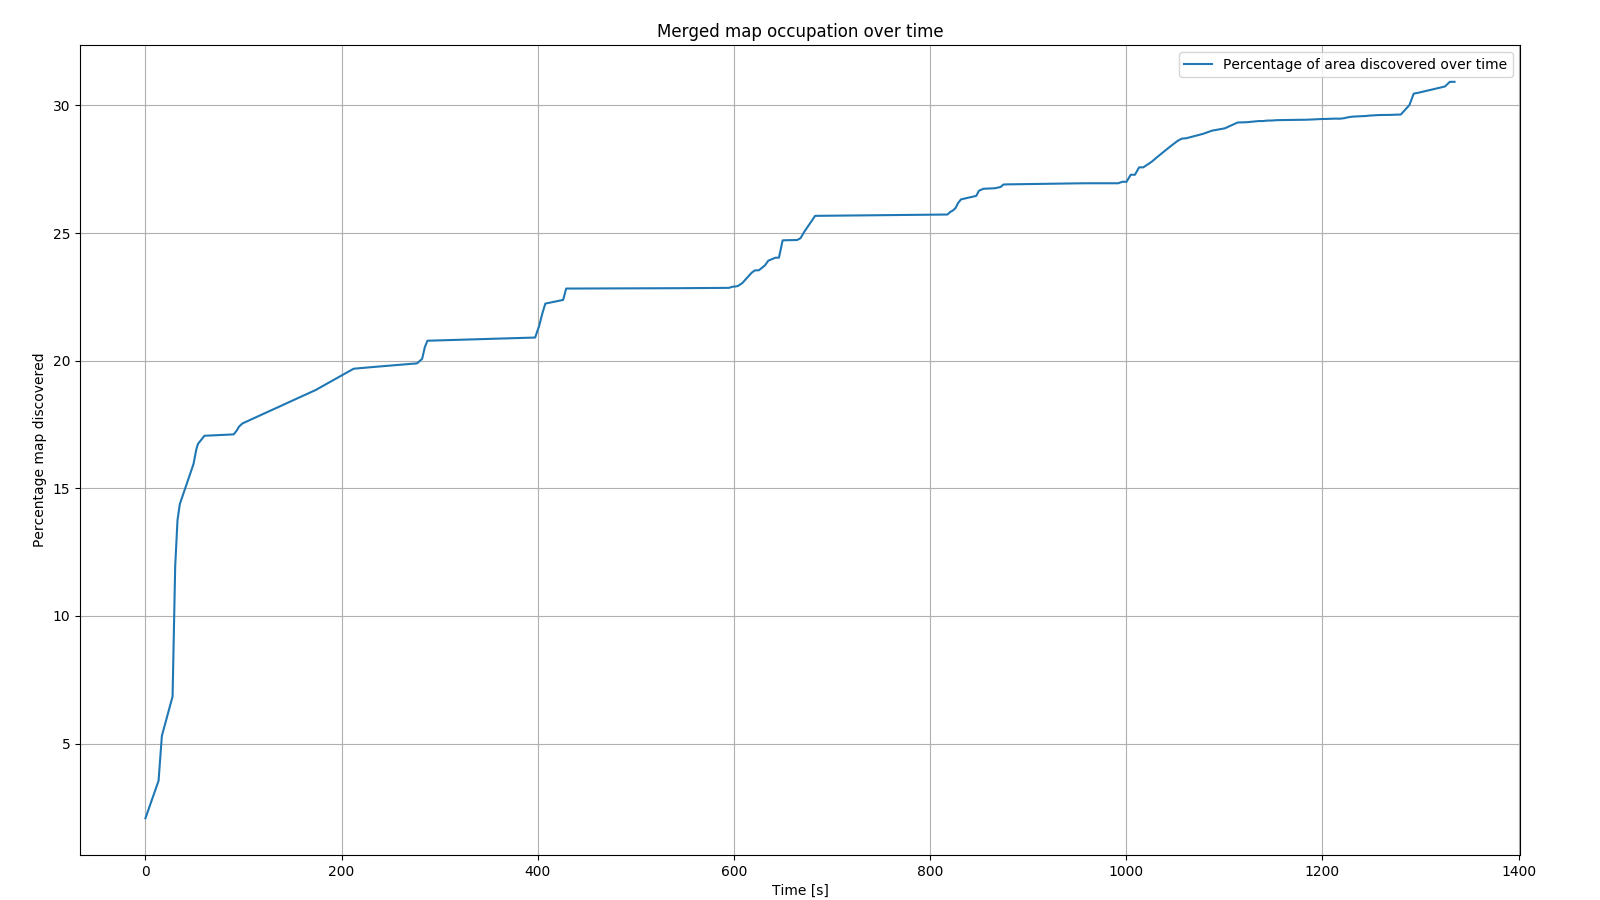 Merged map occupation over time
Percentage of area discovered over time
Percentage map discovered
30
25
20
15
10
5
0 200 400 600 800 1000 1200 1400
Time [s]